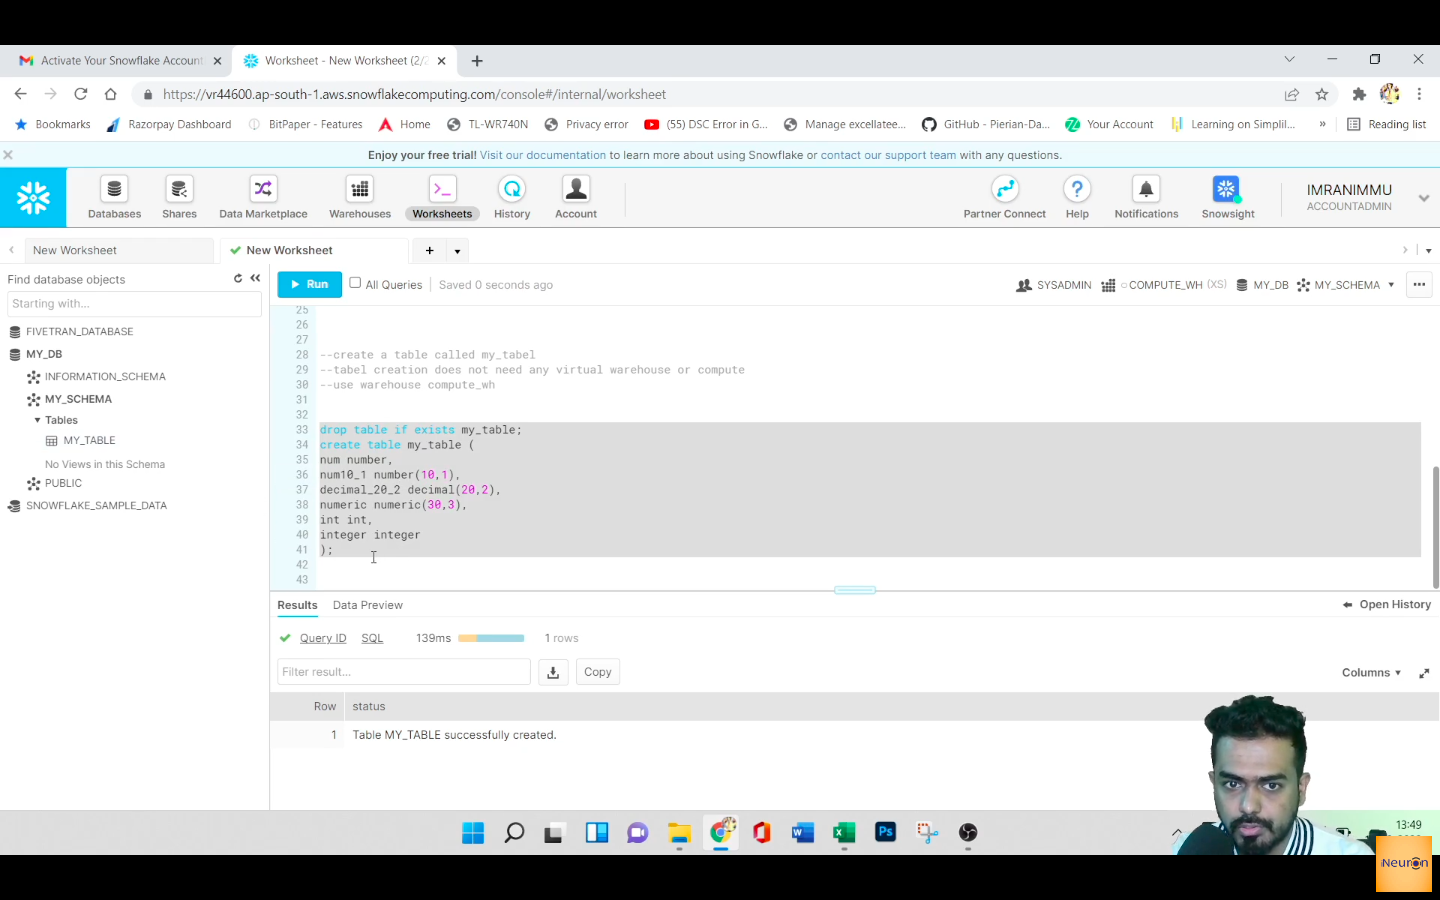 Activate Your Snowflake Account
Worksheet - New Worksheet (2/2
https://vr44600.ap-south-1.aws.snowflakecomputing.com/console#/internal/worksheet
Bookmarks
Razorpay Dashboard
BitPaper - Features
Home
TL-WR740N
Privacy error
(55) DSC Error in G...
Manage excellatee...
GitHub - Pierian-Da...
Your Account
Learning on Simplil...
»
Reading list
Enjoy your free trial! Visit our documentation to learn more about using Snowflake or contact our support team with any questions.
Databases
Shares
Data Marketplace
Warehouses
Worksheets
History
Account
Partner Connect
Help
Notifications
Snowsight
IMRANIMMU
ACCOUNTADMIN
New Worksheet
New Worksheet
Find database objects
Starting with...
FIVETRAN_DATABASE
MY_DB
INFORMATION_SCHEMA
MY_SCHEMA
Tables
MY_TABLE
No Views in this Schema
PUBLIC
SNOWFLAKE_SAMPLE_DATA
Run
All Queries
Saved 0 seconds ago
SYSADMIN
COMPUTE_WH (XS)
MY_DB
MY_SCHEMA
25
26
27
28 --create a table called my_tabel
29 --tabel creation does not need any virtual warehouse or compute
30 --use warehouse compute_wh
31
32
33 drop table if exists my_table;
34 create table my_table (
35 num number,
36 num10_1 number(10,1),
37 decimal_20_2 decimal(20,2),
38 numeric numeric(30,3),
39 int int,
40 integer integer
41 );
42
43
Results
Data Preview
Open History
Query ID
SQL
139ms
1 rows
Filter result...
Copy
Columns
Row status
1 Table MY_TABLE successfully created.
13:49
Neuron